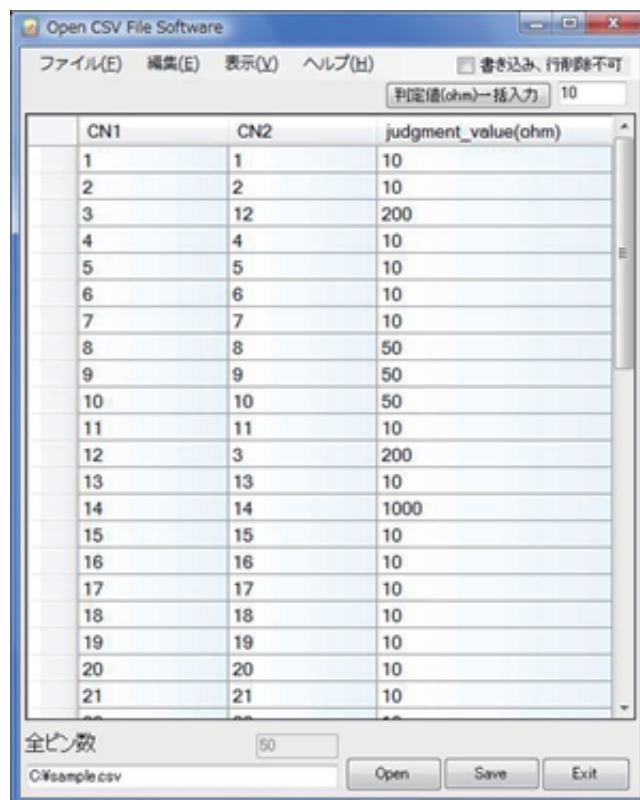 Open CSV File Software
ファイル(F) 編集(E) 表示(V) ヘルプ(H) 書き込み、行削除不可
判定値(ohm)一括入力 10
CN1 CN2 judgment_value(ohm)
1 1 10
2 2 10
3 12 200
4 4 10
5 5 10
6 6 10
7 7 10
8 8 50
9 9 50
10 10 50
11 11 10
12 3 200
13 13 10
14 14 1000
15 15 10
16 16 10
17 17 10
18 18 10
19 19 10
20 20 10
21 21 10
全ピン数 50
C:¥sample.csv Open Save Exit